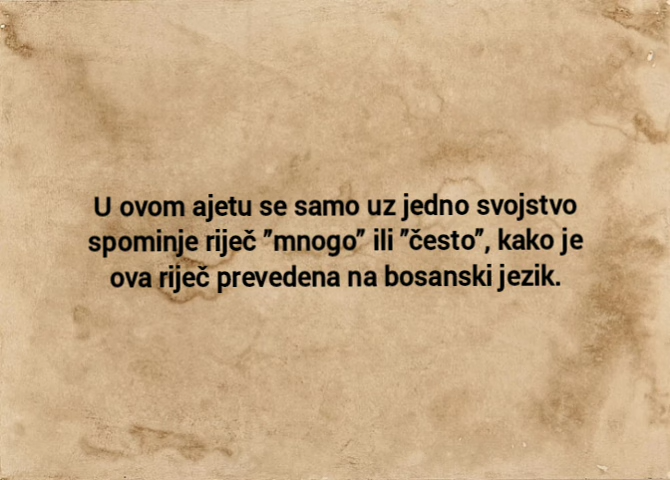 U ovom ajetu se samo uz jedno svojstvo
spominje riječ ”mnogo” ili ”često”, kako je
ova riječ prevedena na bosanski jezik.